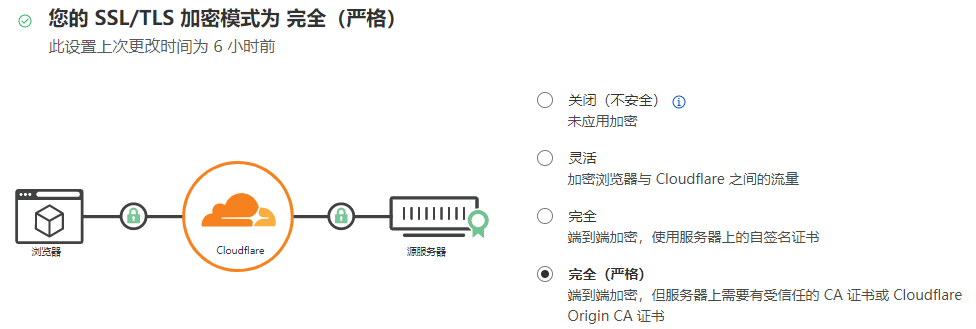 您的 SSL/TLS 加密模式为 完全（严格）
此设置上次更改时间为 6 小时前
浏览器
Cloudflare
源服务器
关闭（不安全）
未应用加密
灵活
加密浏览器与 Cloudflare 之间的流量
完全
端到端加密，使用服务器上的自签名证书
完全（严格）
端到端加密，但服务器上需要有受信任的 CA 证书或 Cloudflare
Origin CA 证书